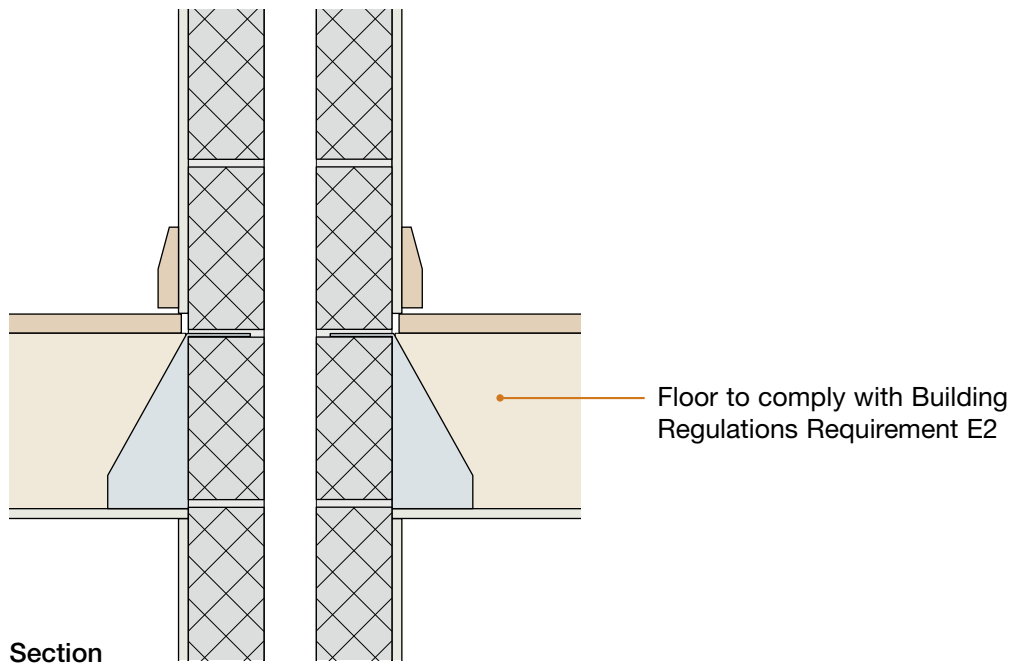 Floor to comply with Building
Regulations Requirement E2
Section